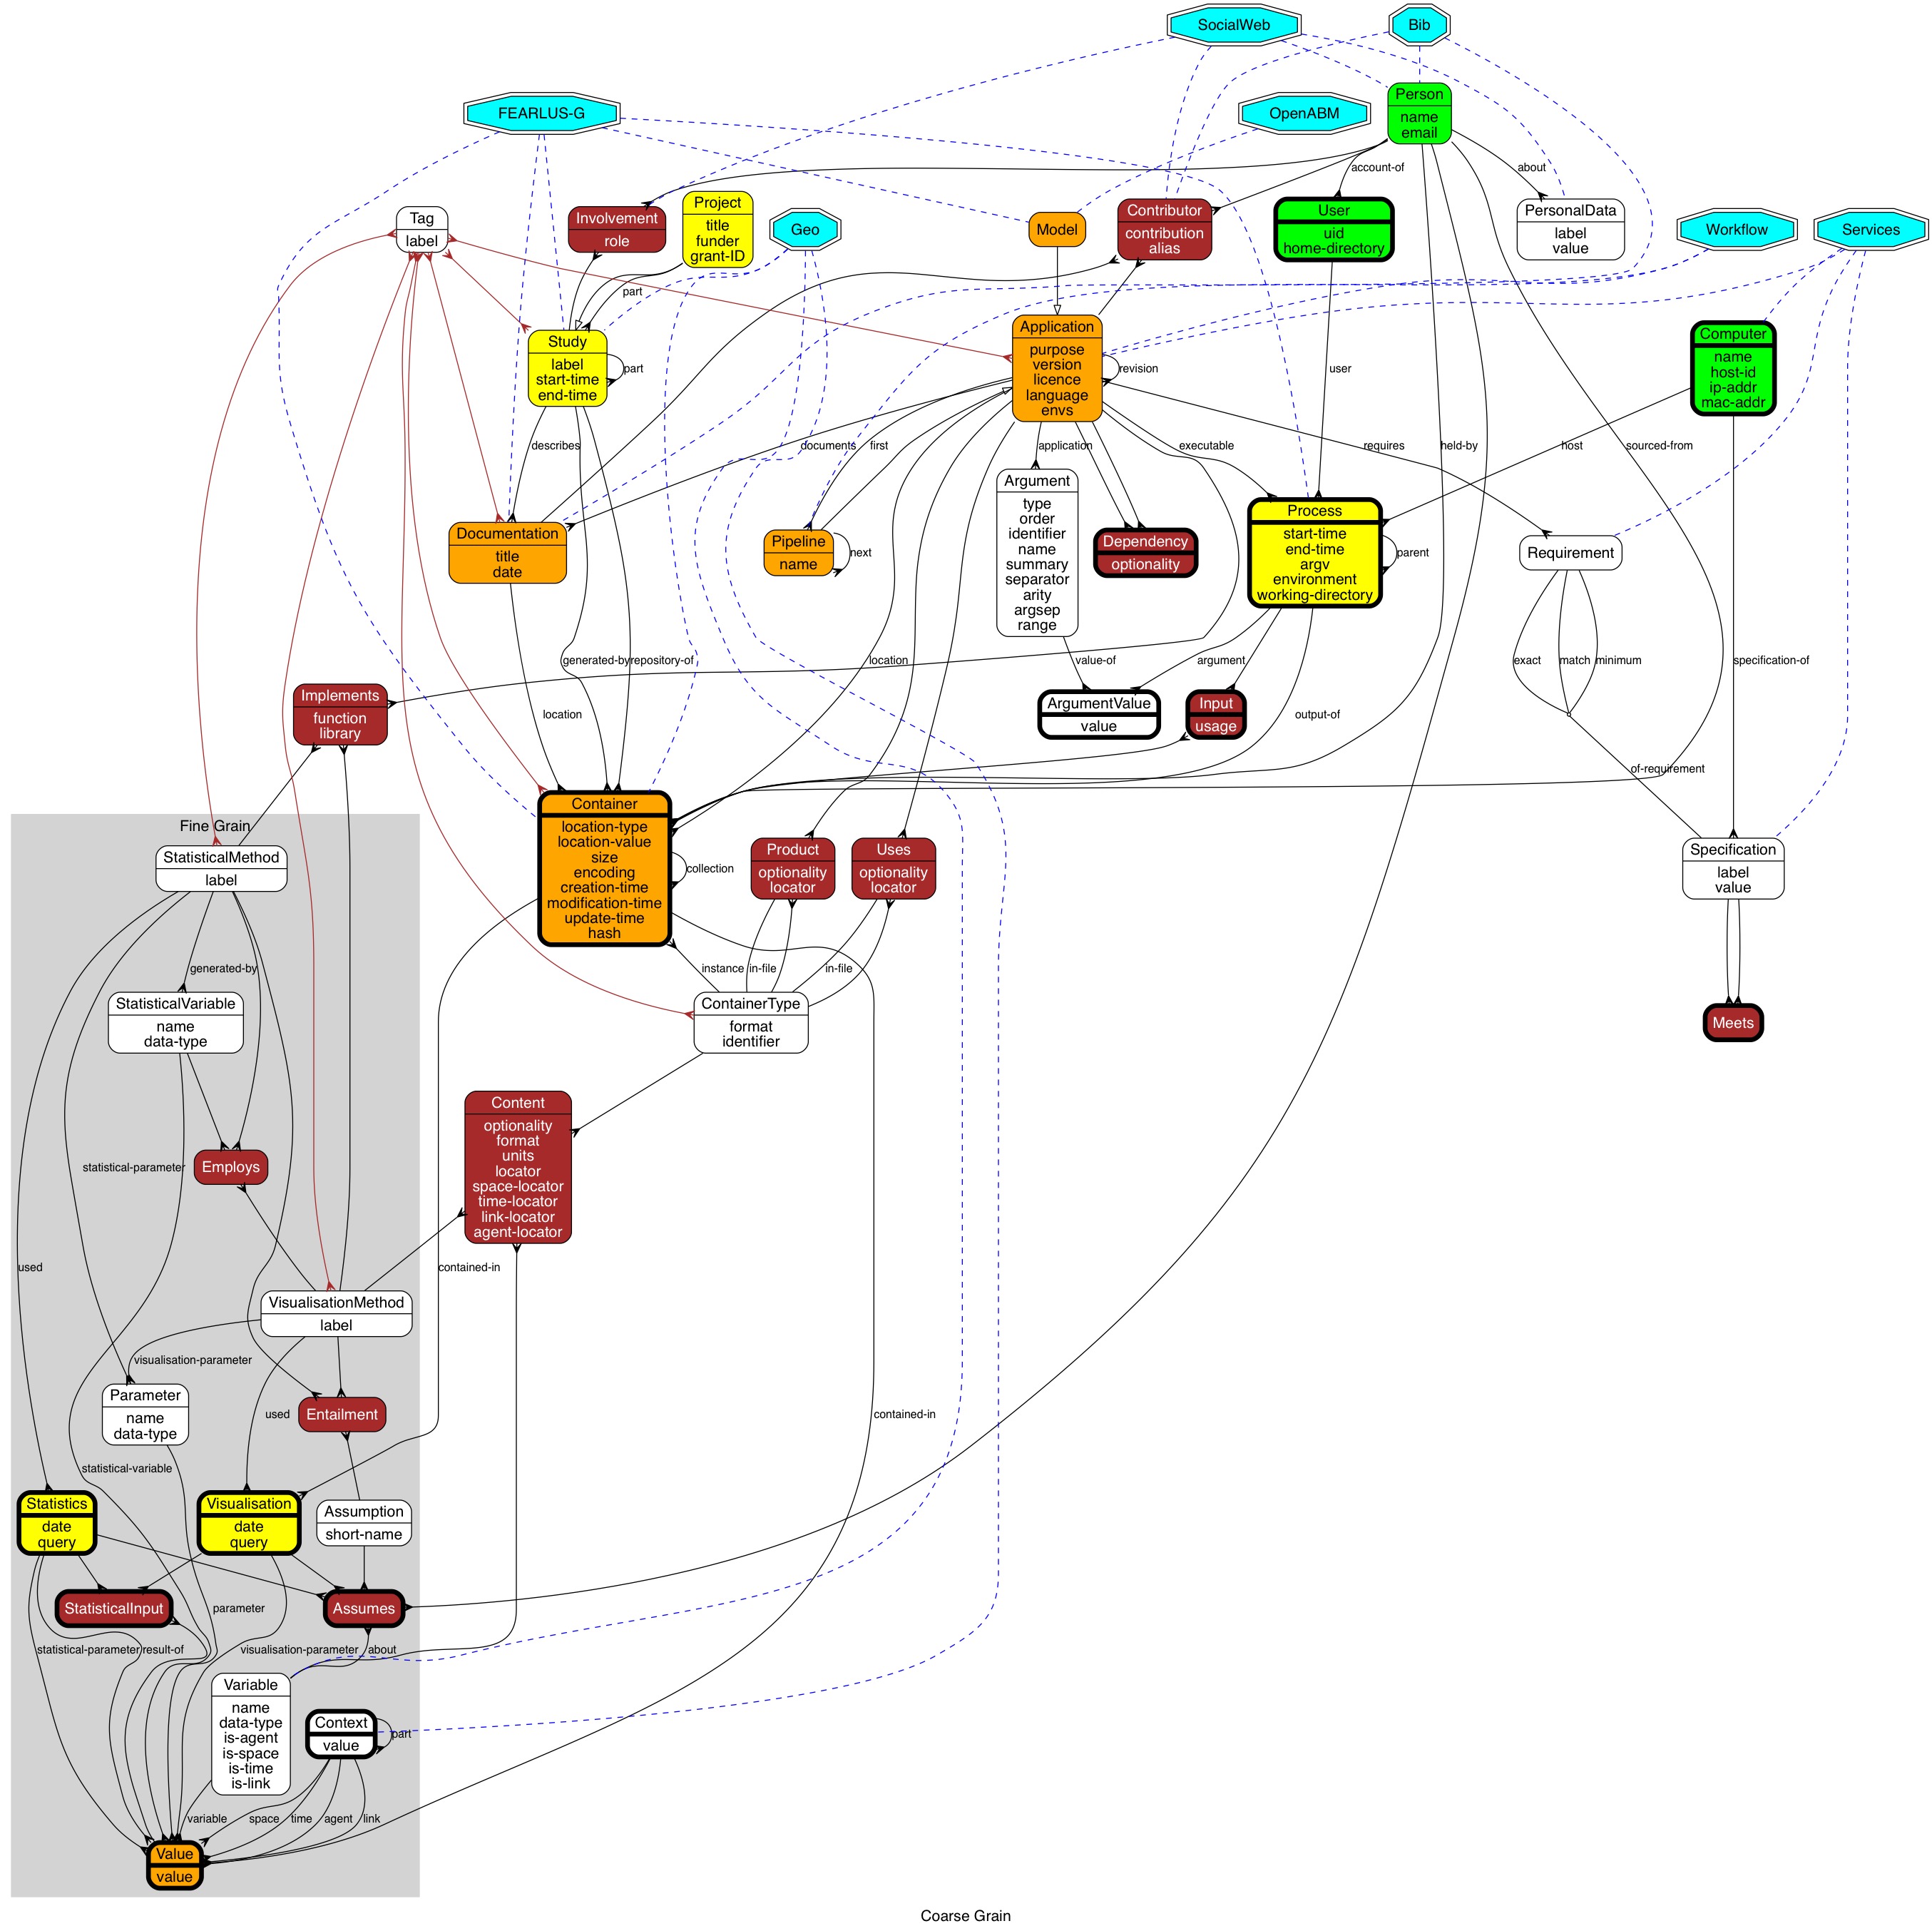 SocialWeb
Bib
FEARLUS-G
OpenABM
Person
name
email
account-of
about
Tag
label
Involvement
role
Project
title
funder
grant-ID
Geo
Model
Contributor
contribution
alias
User
uid
home-directory
PersonalData
label
value
Workflow
Services
part
Study
label
start-time
end-time
part
Application
purpose
version
licence
language
envs
revision
user
Computer
name
host-id
ip-addr
mac-addr
describes
documents
first
application
executable
requires
held-by
host
sourced-from
Documentation
title
date
Pipeline
name
next
Argument
type
order
identifier
name
summary
separator
arity
argsep
range
Dependency
optionality
Process
start-time
end-time
argv
environment
working-directory
parent
Requirement
generated-by
repository-of
location
value-of
argument
exact
match
minimum
specification-of
Implements
function
library
location
ArgumentValue
value
Input
usage
output-of
of-requirement
Container
location-type
location-value
size
encoding
creation-time
modification-time
update-time
hash
collection
Product
optionality
locator
Uses
optionality
locator
Specification
label
value
Fine Grain
StatisticalMethod
label
generated-by
instance
in-file
in-file
StatisticalVariable
name
data-type
ContainerType
format
identifier
Meets
Content
optionality
format
units
locator
space-locator
time-locator
link-locator
agent-locator
statistical-parameter
Employs
used
contained-in
VisualisationMethod
label
visualisation-parameter
Parameter
name
data-type
used
Entailment
contained-in
statistical-variable
Statistics
date
query
Visualisation
date
query
Assumption
short-name
StatisticalInput
parameter
Assumes
statistical-parameter
result-of
visualisation-parameter
about
Variable
name
data-type
is-agent
is-space
is-time
is-link
Context
value
part
variable
space
time
agent
link
Value
value
Coarse Grain